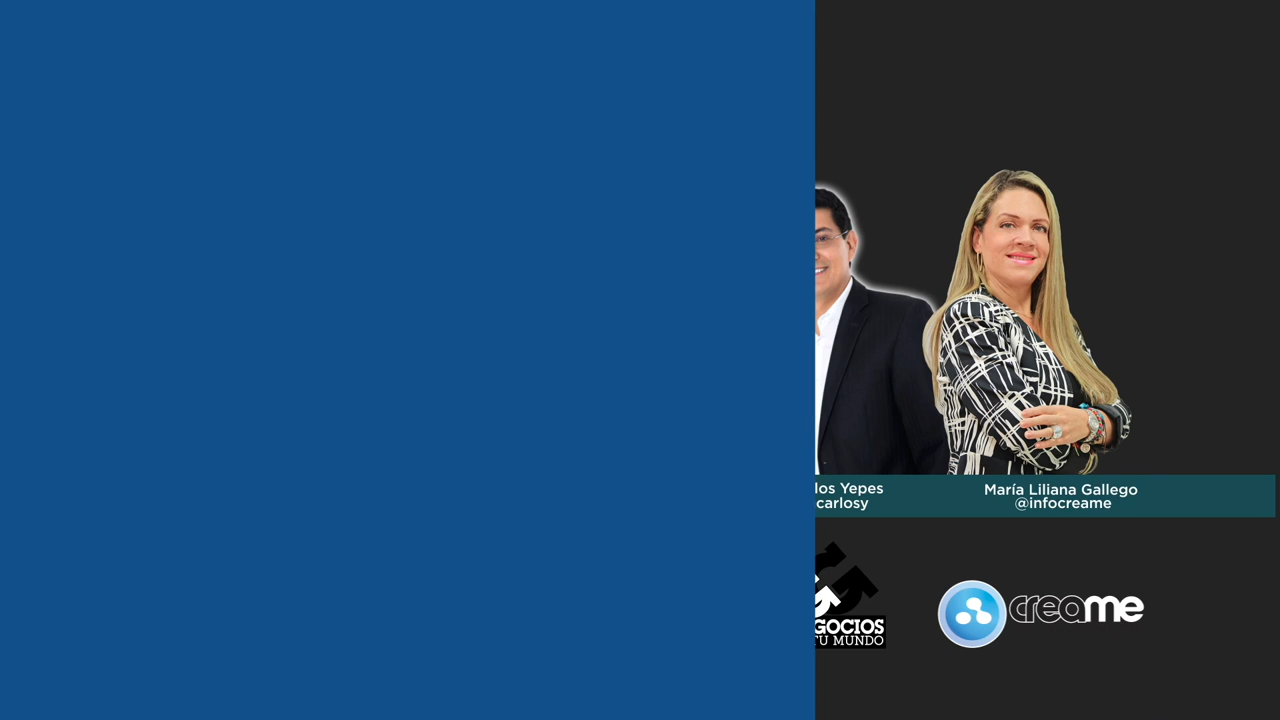 los Yepes
carlosy
María Liliana Gallego
@infocreame
GOCIOS
TU MUNDO
creame